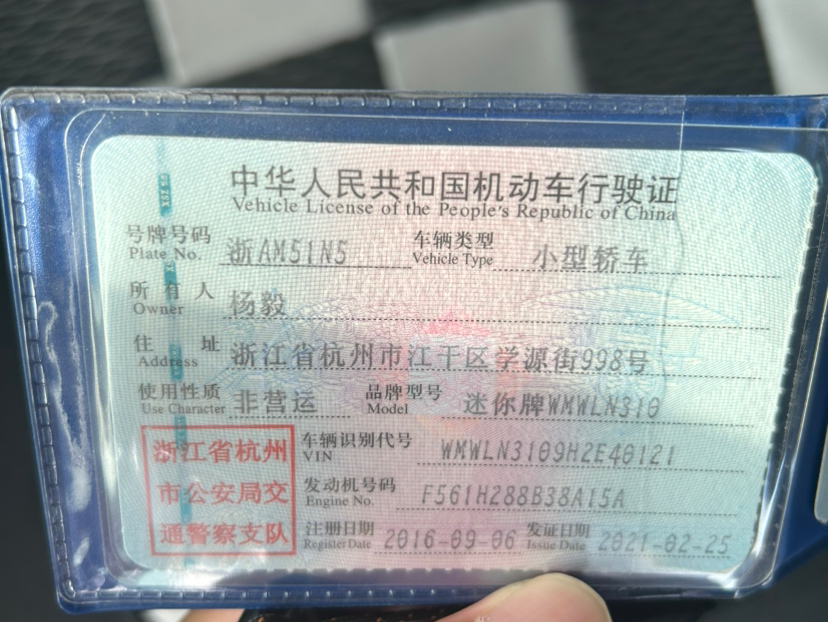 中华人民共和国机动车行驶证
Vehicle License of the People's Republic of China
号牌号码 浙AM51N5 车辆类型 小型轿车
Plate No. Vehicle Type
所有人 杨毅
Owner
住址 浙江省杭州市江干区学源街998号
Address
使用性质 非营运 品牌型号 迷你牌WMWLN310
Use Character Model
浙江省杭州
市公安局交
通警察支队
车辆识别代号 WMWLN3109H2E40121
VIN
发动机号码 F561H288B38A15A
Engine No.
注册日期 2016-09-06 发证日期 2021-02-25
Register Date Issue Date